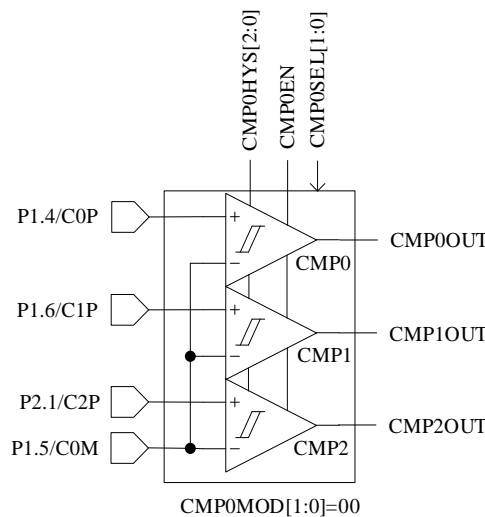 CMP0HYS[2:0]
CMP0EN
CMP0SEL[1:0]
P1.4/C0P
+
−
CMP0
CMP0OUT
P1.6/C1P
+
−
CMP1
CMP1OUT
P2.1/C2P
+
P1.5/C0M
−
CMP2
CMP2OUT
CMP0MOD[1:0]=00